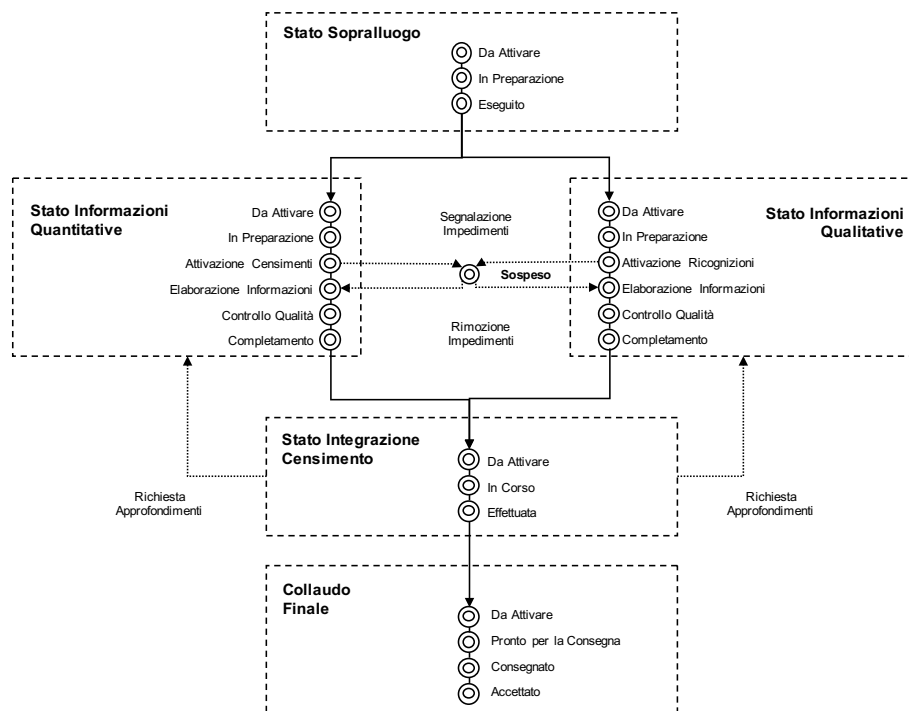 Stato Sopralluogo
Da Attivare
In Preparazione
Eseguito
Stato Informazioni
Quantitative
Da Attivare
In Preparazione
Attivazione Censimenti
Elaborazione Informazioni
Controllo Qualità
Completamento
Segnalazione
Impedimenti
Sospeso
Rimozione
Impedimenti
Stato Informazioni
Qualitative
Da Attivare
In Preparazione
Attivazione Ricognizioni
Elaborazione Informazioni
Controllo Qualità
Completamento
Richiesta
Approfondimenti
Stato Integrazione
Censimento
Da Attivare
In Corso
Effettuata
Richiesta
Approfondimenti
Collaudo
Finale
Da Attivare
Pronto per la Consegna
Consegnato
Accettato